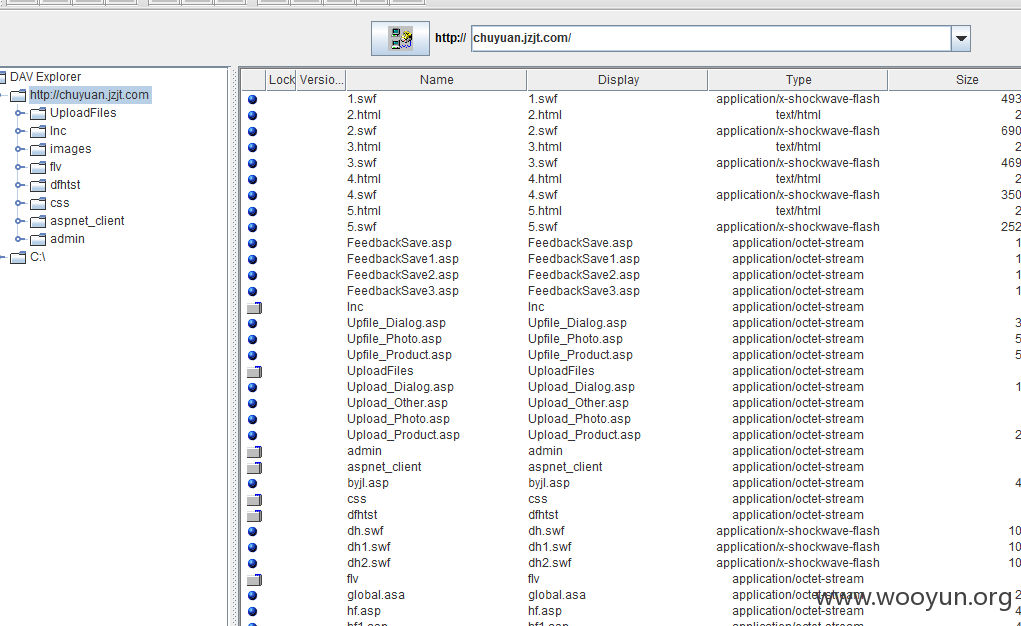 http:// chuyuan.jzjt.com/
DAV Explorer
http://chuyuan.jzjt.com
UploadFiles
Inc
images
flv
dfhtst
css
aspnet_client
admin
C:\
Lock Versio... Name Display Type Size
1.swf 1.swf application/x-shockwave-flash 493
2.html 2.html text/html 2
2.swf 2.swf application/x-shockwave-flash 690
3.html 3.html text/html 2
3.swf 3.swf application/x-shockwave-flash 469
4.html 4.html text/html 2
4.swf 4.swf application/x-shockwave-flash 350
5.html 5.html text/html 2
5.swf 5.swf application/x-shockwave-flash 252
FeedbackSave.asp FeedbackSave.asp application/octet-stream 1
FeedbackSave1.asp FeedbackSave1.asp application/octet-stream 1
FeedbackSave2.asp FeedbackSave2.asp application/octet-stream 1
FeedbackSave3.asp FeedbackSave3.asp application/octet-stream 1
Inc Inc application/octet-stream
Upfile_Dialog.asp Upfile_Dialog.asp application/octet-stream 3
Upfile_Photo.asp Upfile_Photo.asp application/octet-stream 5
Upfile_Product.asp Upfile_Product.asp application/octet-stream 5
UploadFiles UploadFiles application/octet-stream
Upload_Dialog.asp Upload_Dialog.asp application/octet-stream 1
Upload_Other.asp Upload_Other.asp application/octet-stream
Upload_Photo.asp Upload_Photo.asp application/octet-stream
Upload_Product.asp Upload_Product.asp application/octet-stream 2
admin admin application/octet-stream
aspnet_client aspnet_client application/octet-stream
byjl.asp byjl.asp application/octet-stream 4
css css application/octet-stream
dfhtst dfhtst application/octet-stream
dh.swf dh.swf application/x-shockwave-flash 10
dh1.swf dh1.swf application/x-shockwave-flash 10
dh2.swf dh2.swf application/x-shockwave-flash 10
flv flv application/octet-stream
global.asa global.asa application/octet-stream 2
www.wooyun.org
hf.asp hf.asp application/octet-stream 4
hf1.asp hf1.asp application/octet-stream